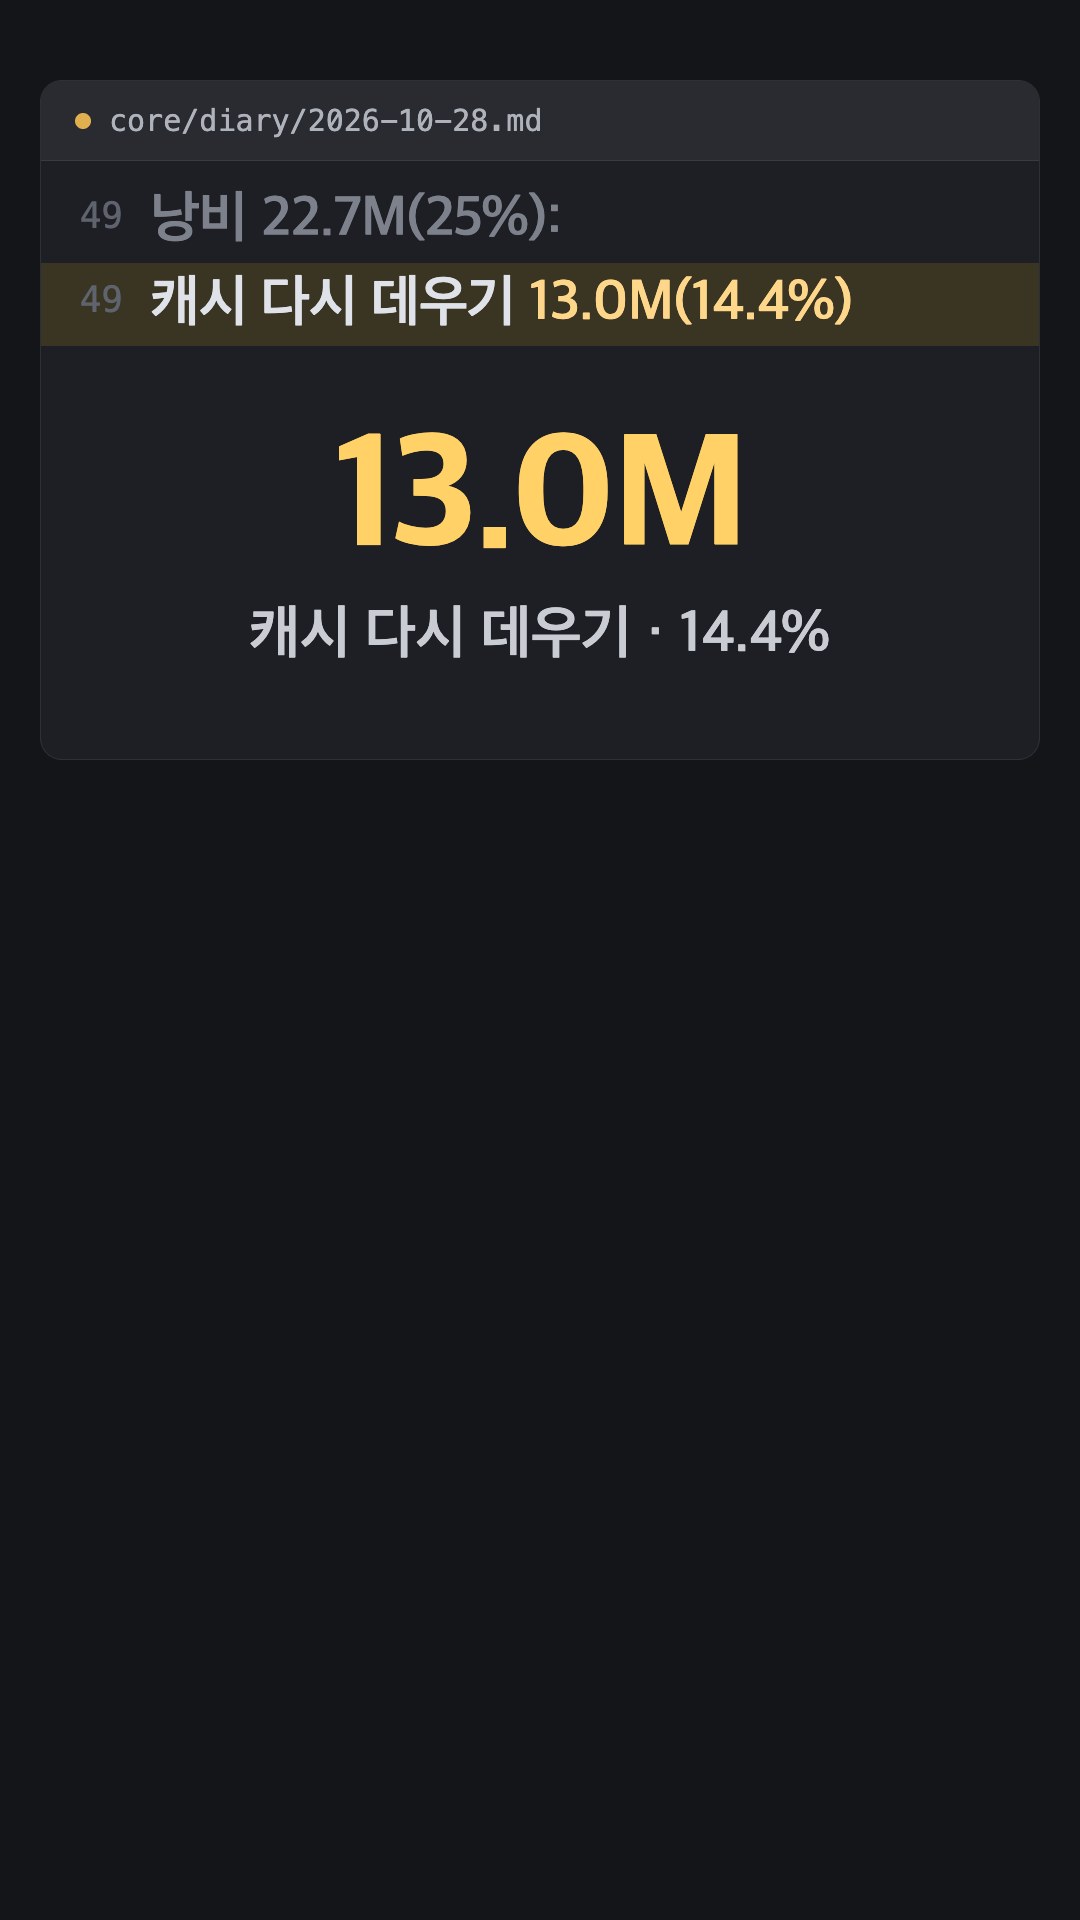 core/diary/2026-10-28.md
49 낭비 22.7M(25%):
49 캐시 다시 데우기 13.0M(14.4%)
13.0M
캐시 다시 데우기 · 14.4%